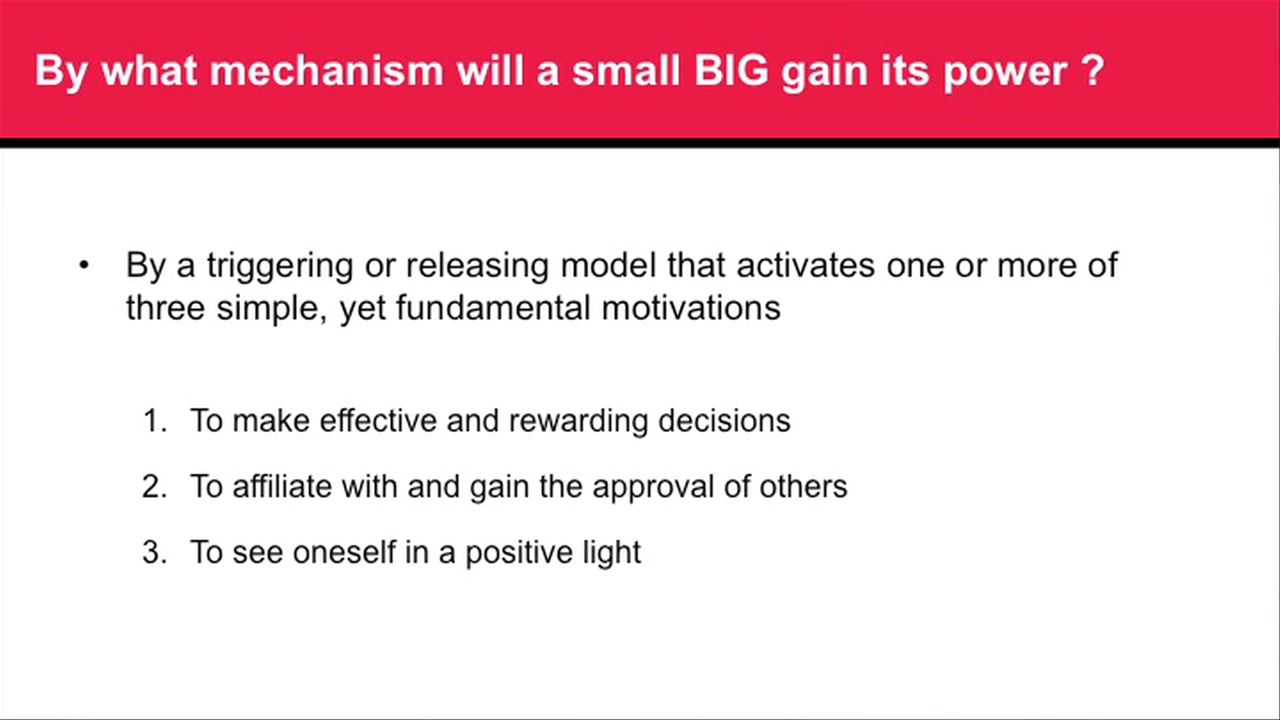 By what mechanism will a small BIG gain its power ?
• By a triggering or releasing model that activates one or more of
three simple, yet fundamental motivations
1. To make effective and rewarding decisions
2. To affiliate with and gain the approval of others
3. To see oneself in a positive light